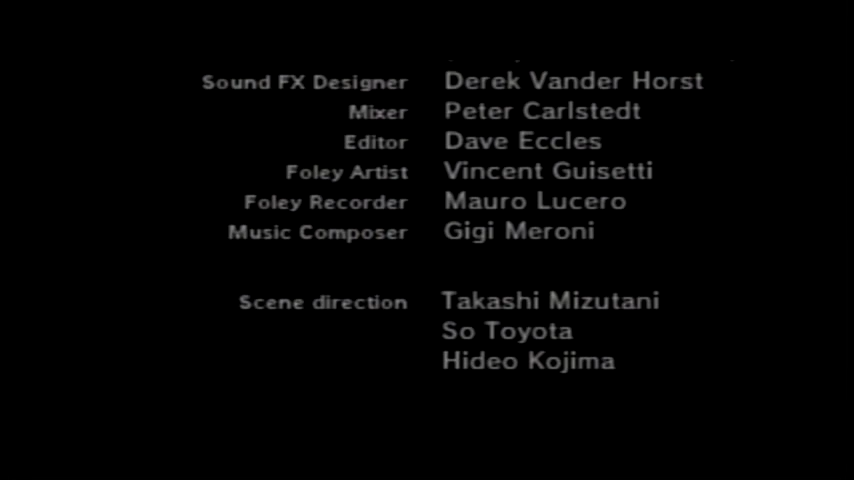 Sound FX Designer Derek Vander Horst
Mixer Peter Carlstedt
Editor Dave Eccles
Foley Artist Vincent Guisetti
Foley Recorder Mauro Lucero
Music Composer Gigi Meroni
Scene direction Takashi Mizutani
So Toyota
Hideo Kojima